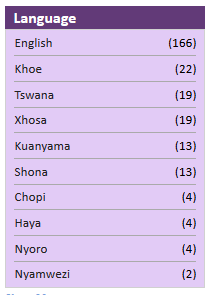 Language
English (166)
Khoe (22)
Tswana (19)
Xhosa (19)
Kuanyama (13)
Shona (13)
Chopi (4)
Haya (4)
Nyoro (4)
Nyamwezi (2)